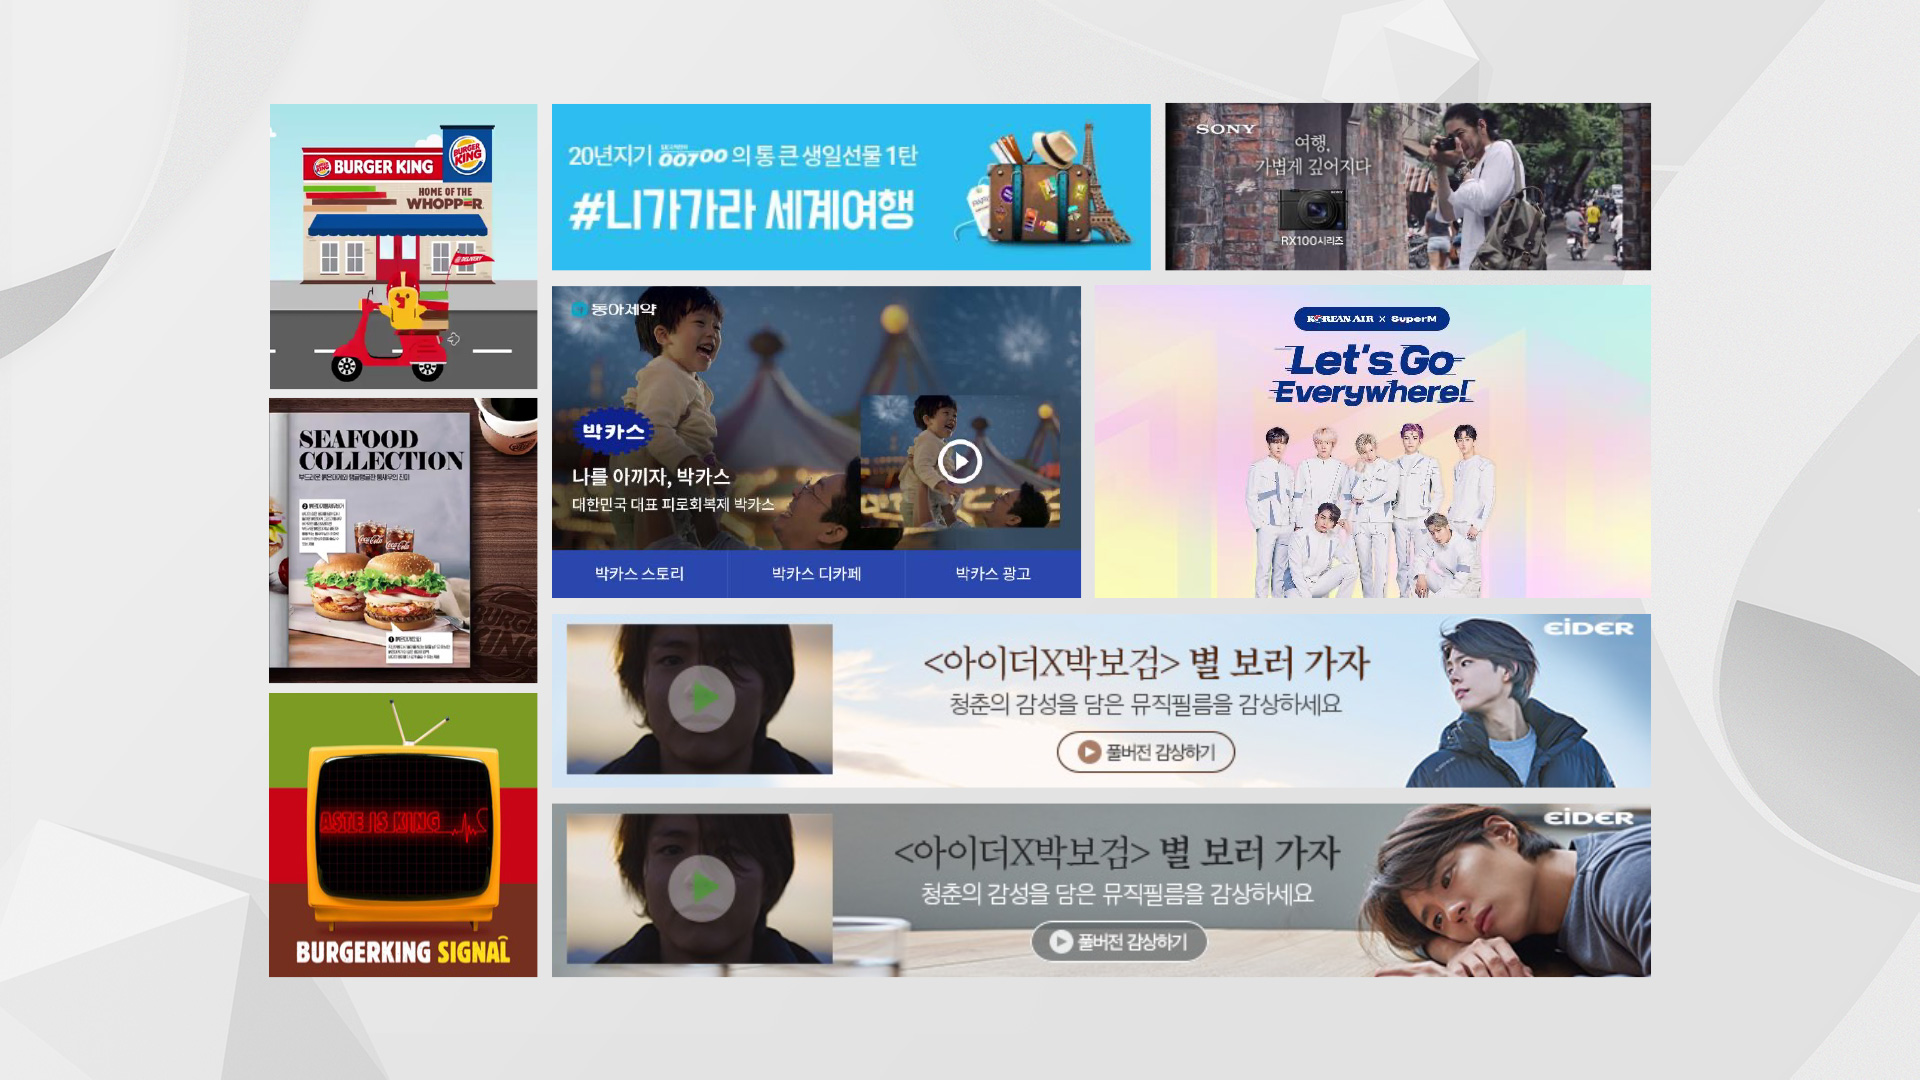 BURGER KING
BURGER KING
HOME OF THE
WHOPPER
DELIVERY
SEAFOOD
COLLECTION
Coca-Cola Coca-Cola
BURGER
KING
ASTE IS KING
BURGERKING SIGNAL
20년지기 00700 의 통 큰 생일선물 1탄
#니가가라 세계여행
SONY
여행,
가볍게 깊어지다
SONY
RX100시리즈
동아제약
박카스
나를 아끼자, 박카스
대한민국 대표 피로회복제 박카스
박카스 스토리
박카스 디카페
박카스 광고
KOREAN AIR X SuperM
Let's Go
Everywhere!
EiDER
<아이더X박보검> 별 보러 가자
청춘의 감성을 담은 뮤직필름을 감상하세요
풀버전 감상하기
EiDER
<아이더X박보검> 별 보러 가자
청춘의 감성을 담은 뮤직필름을 감상하세요
풀버전 감상하기